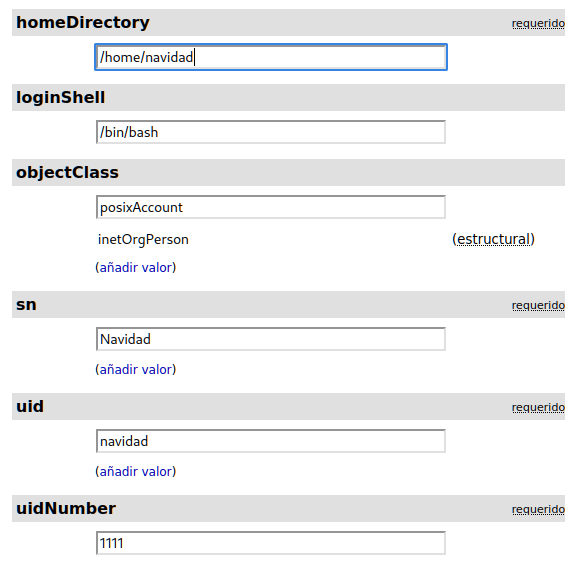 homeDirectory requerido
/home/navidad
loginShell
/bin/bash
objectClass
posixAccount
inetOrgPerson (estructural)
(añadir valor)
sn requerido
Navidad
(añadir valor)
uid requerido
navidad
(añadir valor)
uidNumber requerido
1111